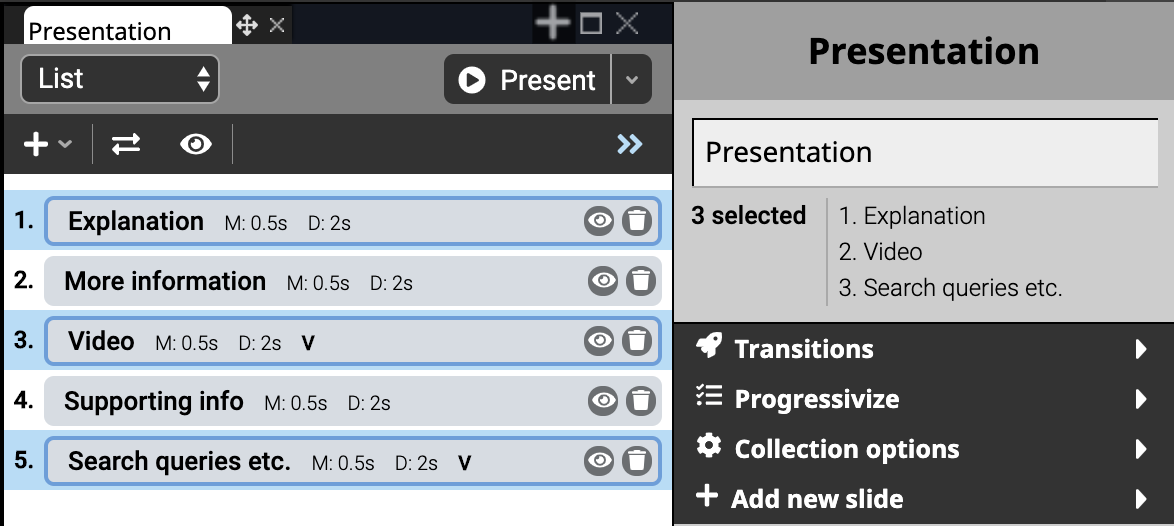 Presentation
List
Present
1. Explanation M: 0.5s D: 2s
2. More information M: 0.5s D: 2s
3. Video M: 0.5s D: 2s V
4. Supporting info M: 0.5s D: 2s
5. Search queries etc. M: 0.5s D: 2s V
Presentation
Presentation
3 selected
1. Explanation
2. Video
3. Search queries etc.
Transitions
Progressivize
Collection options
Add new slide